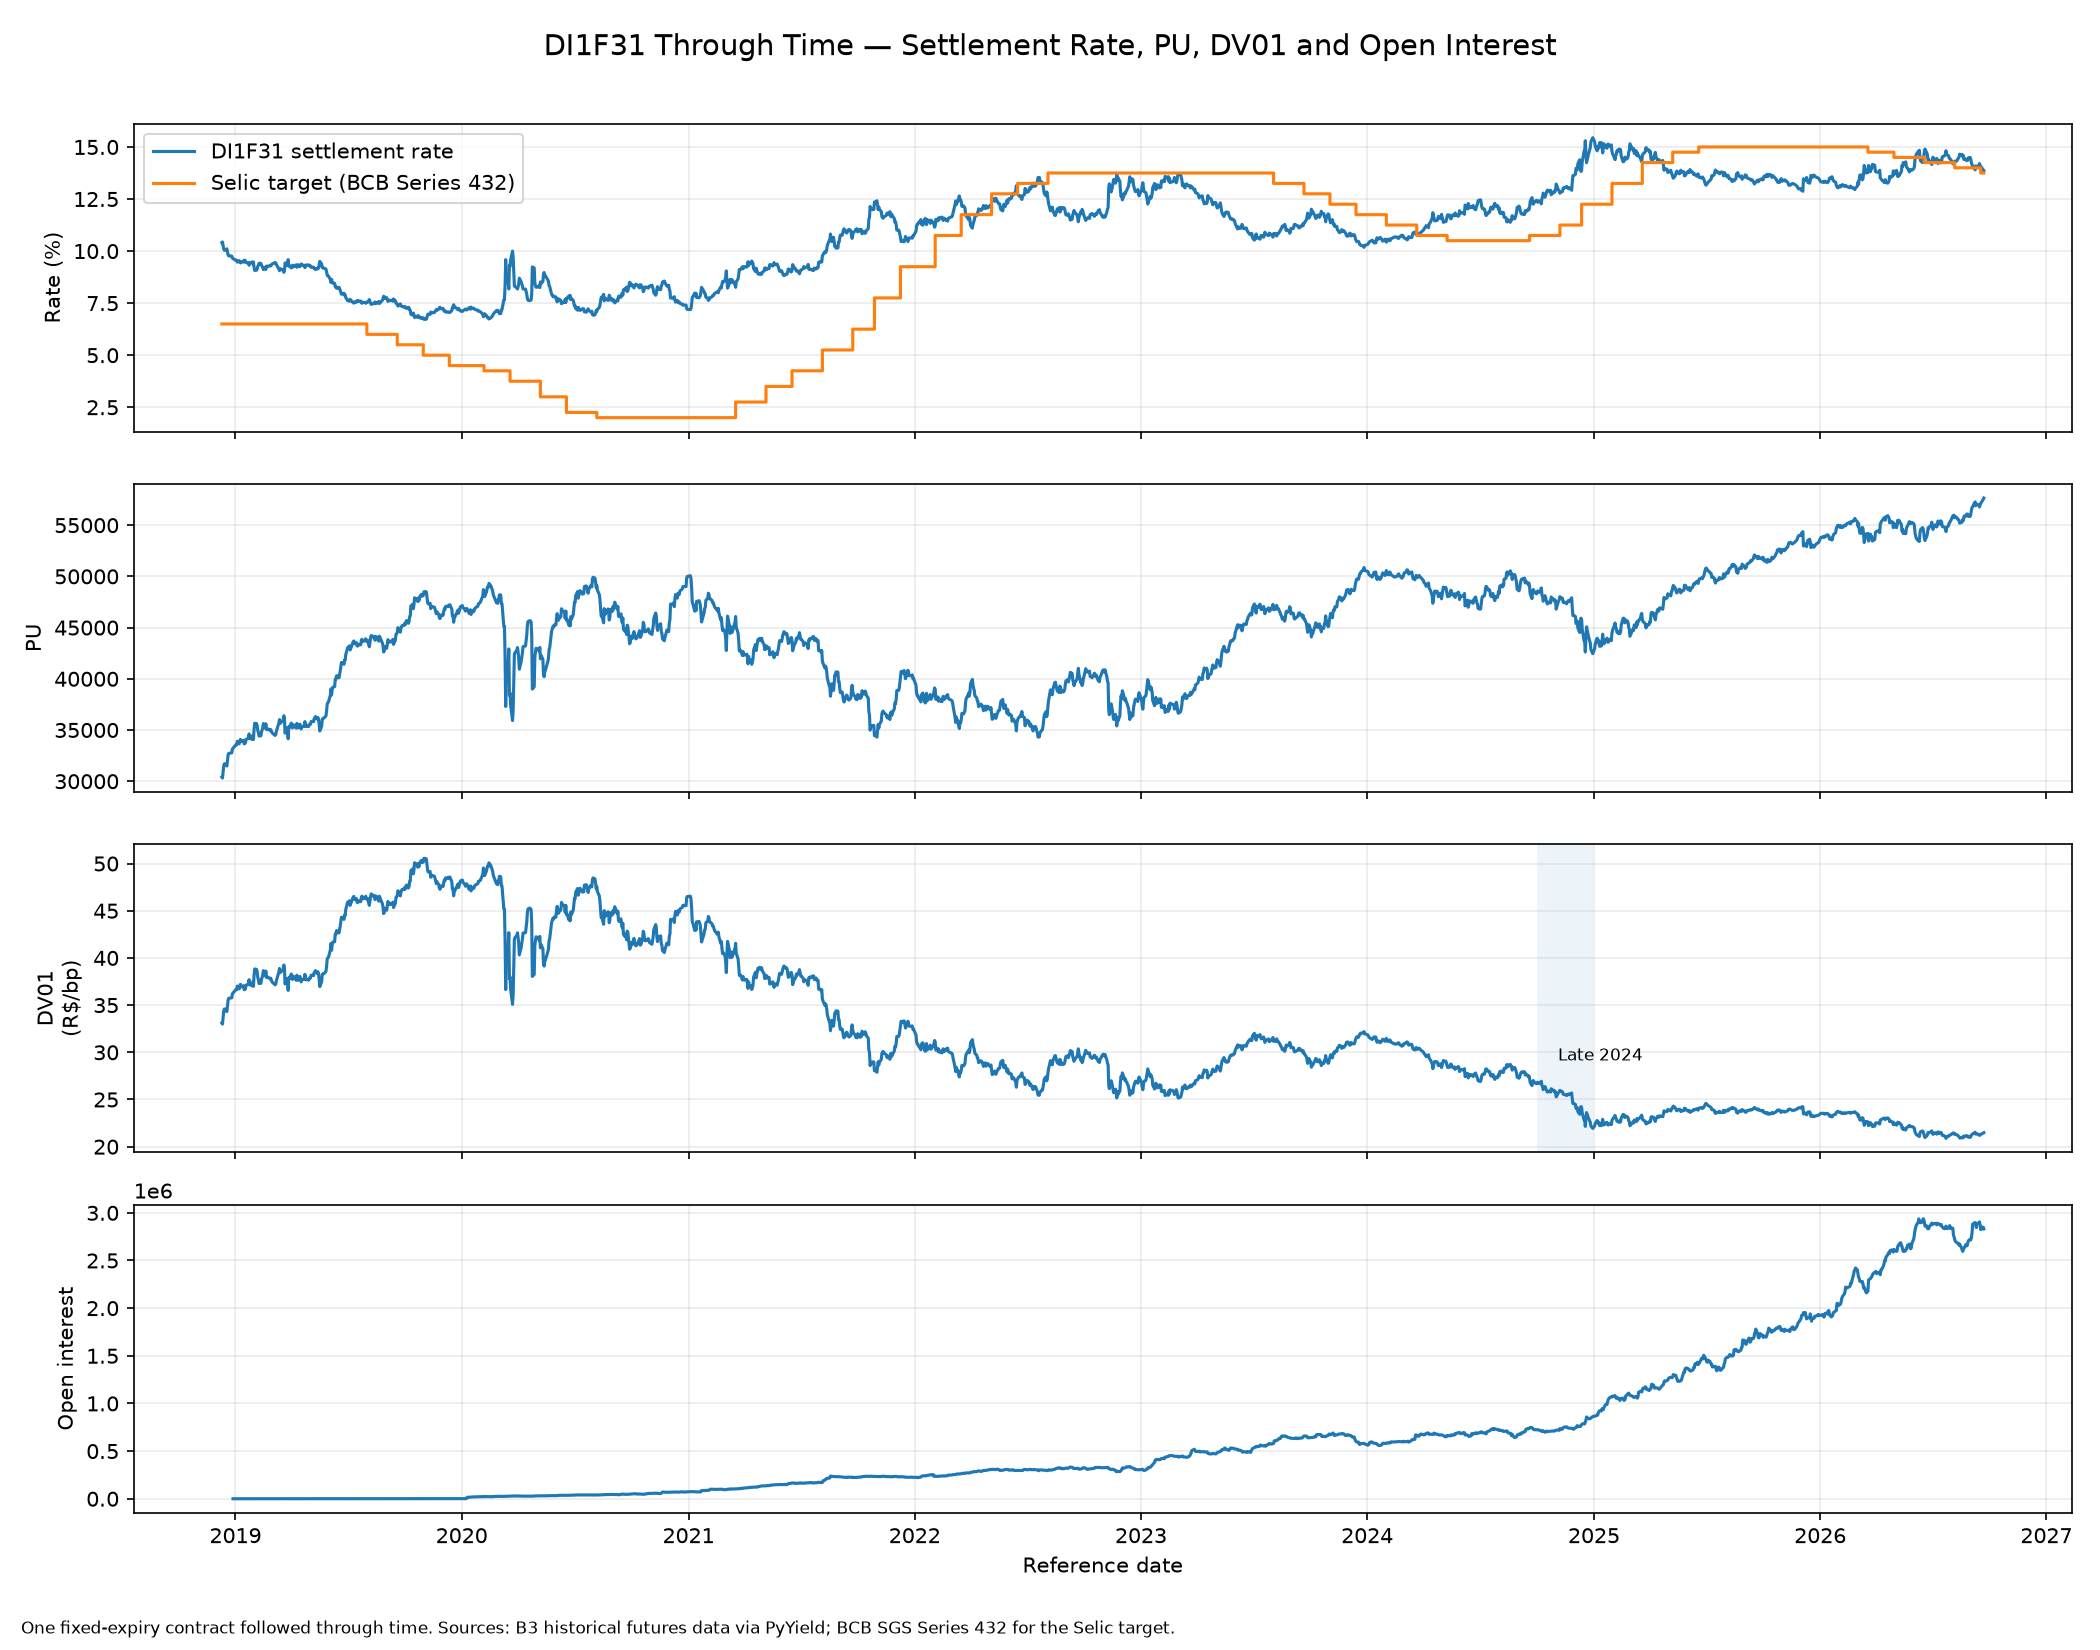 DI1F31 Through Time — Settlement Rate, PU, DV01 and Open Interest
DI1F31 settlement rate
Selic target (BCB Series 432)
Rate (%)
15.0
12.5
10.0
7.5
5.0
2.5
PU
55000
50000
45000
40000
35000
30000
DV01
(R$/bp)
50
45
40
35
30
25
20
Late 2024
1e6
Open interest
3.0
2.5
2.0
1.5
1.0
0.5
0.0
2019 2020 2021 2022 2023 2024 2025 2026 2027
Reference date
One fixed-expiry contract followed through time. Sources: B3 historical futures data via PyYield; BCB SGS Series 432 for the Selic target.